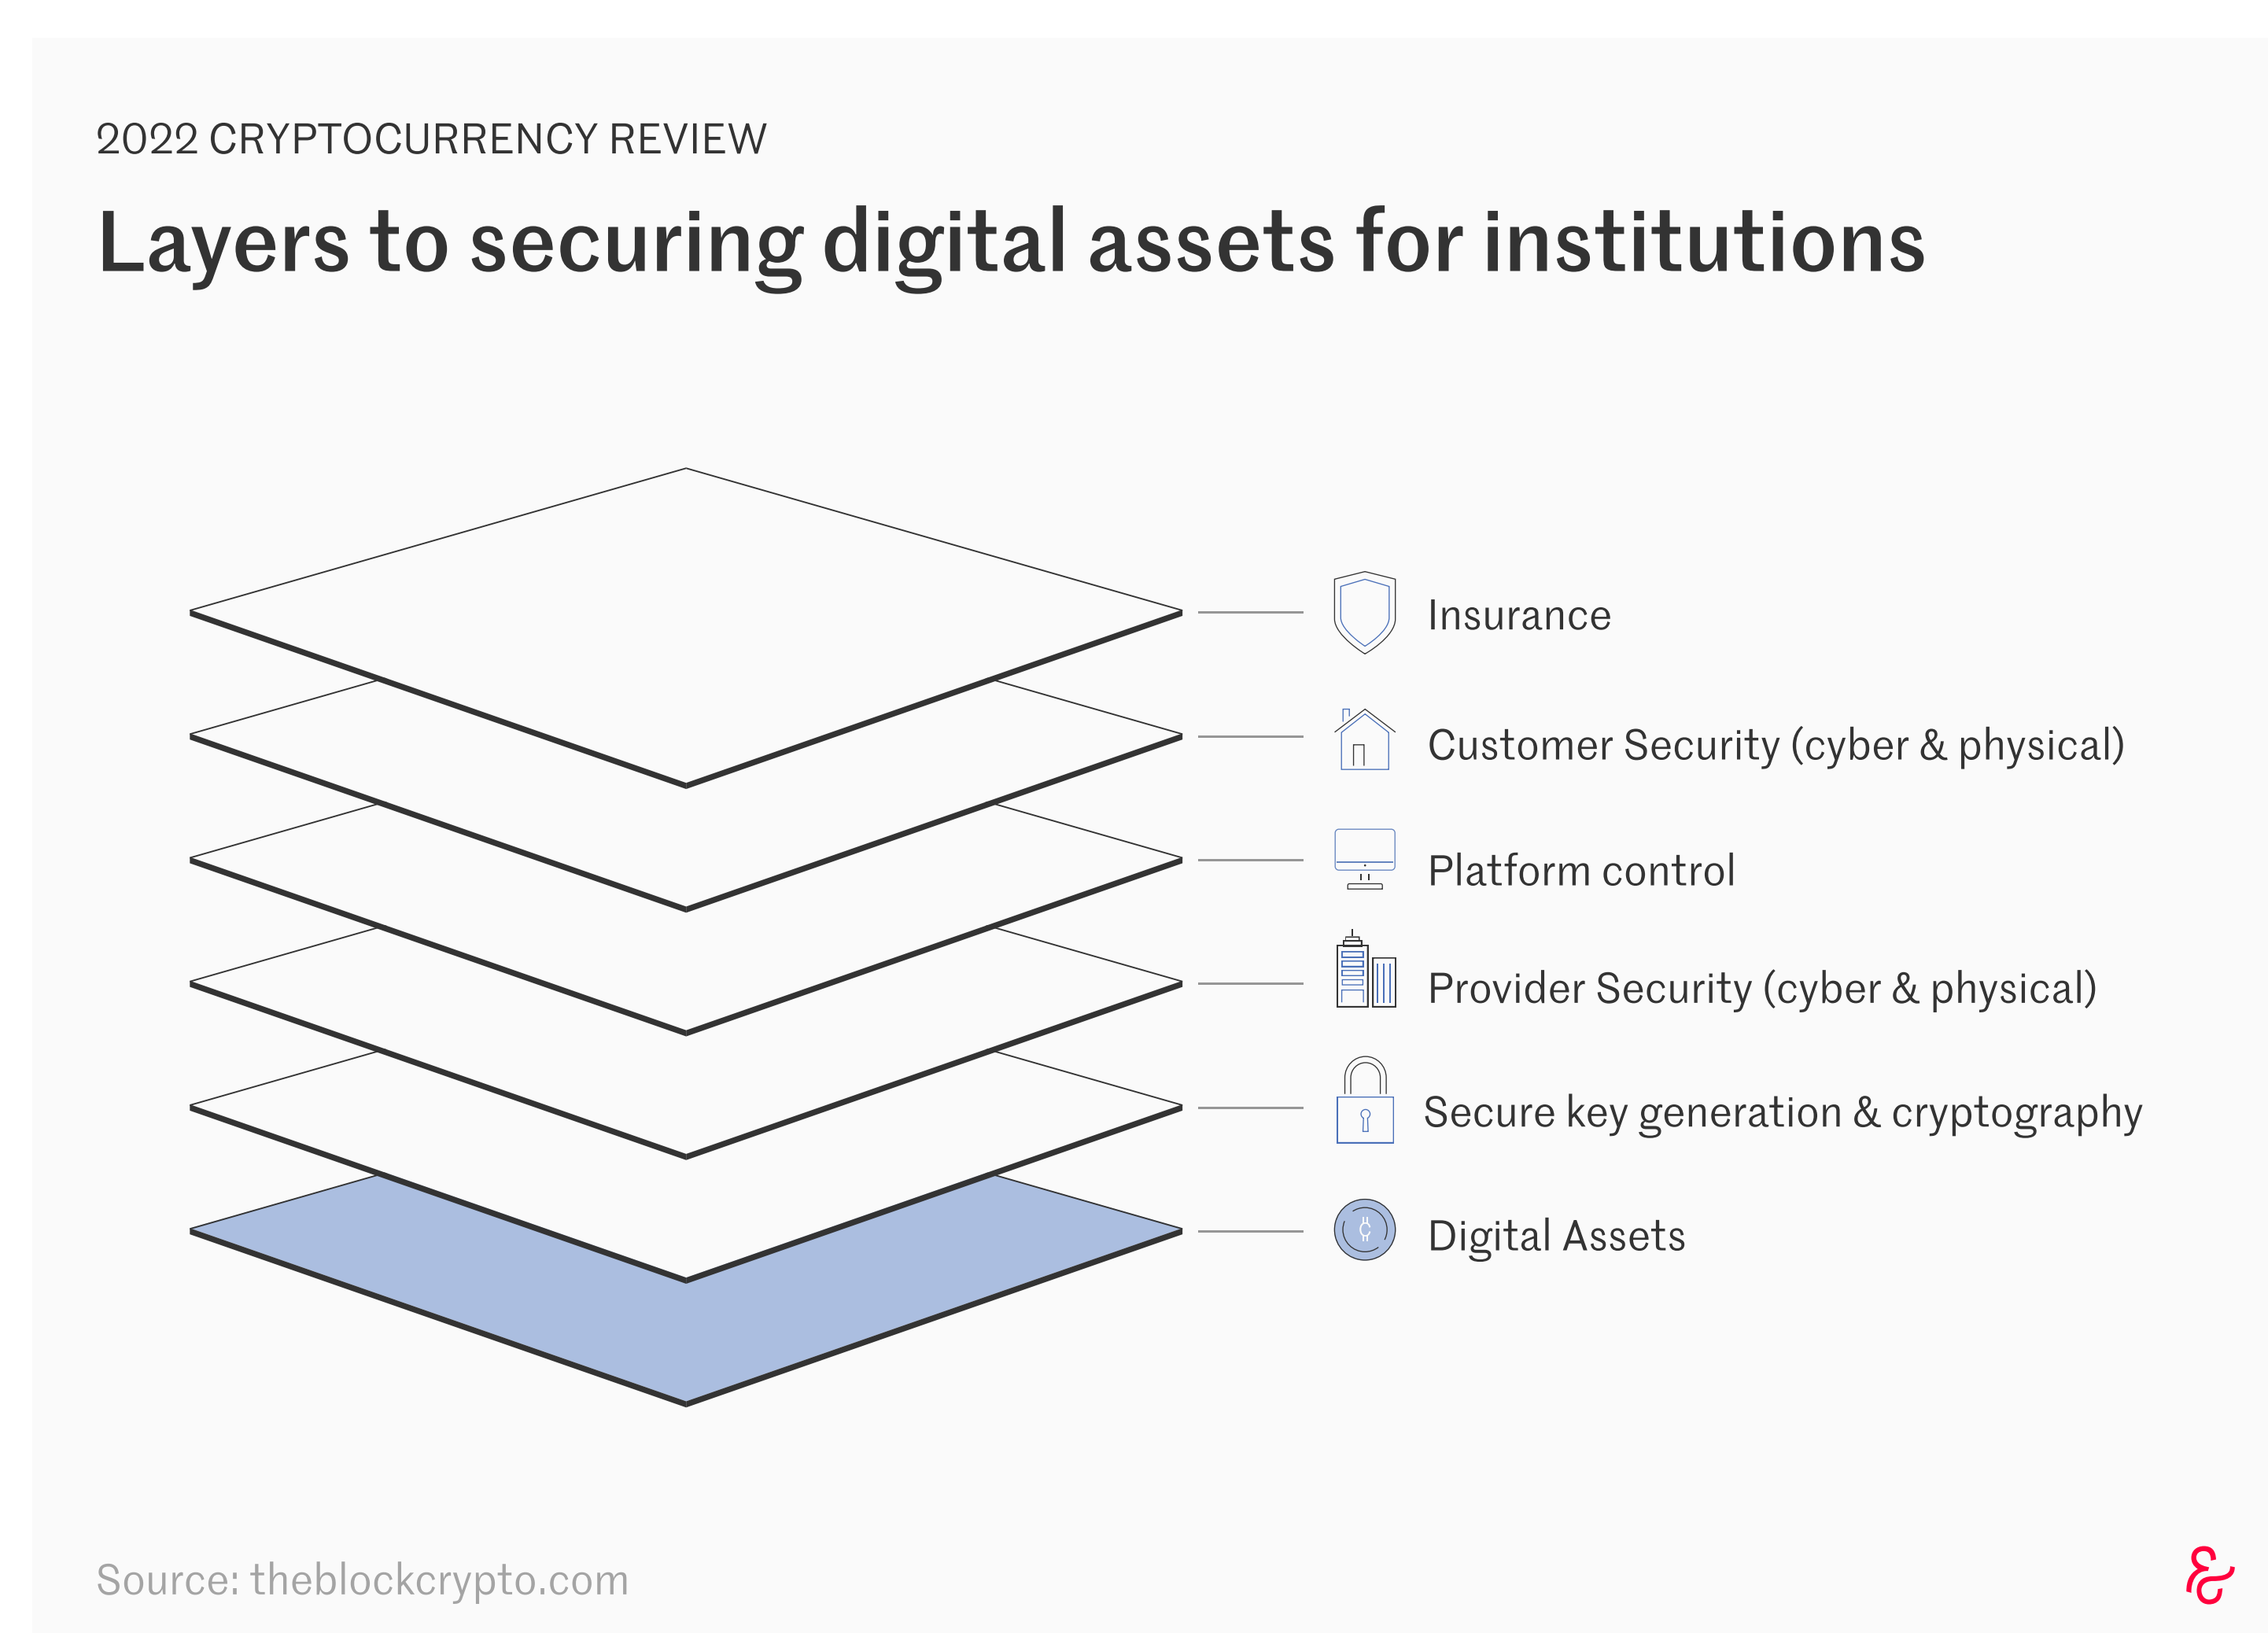 2022 CRYPTOCURRENCY REVIEW
Layers to securing digital assets for institutions
Insurance
Customer Security (cyber & physical)
Platform control
Provider Security (cyber & physical)
Secure key generation & cryptography
Digital Assets
Source: theblockcrypto.com
&